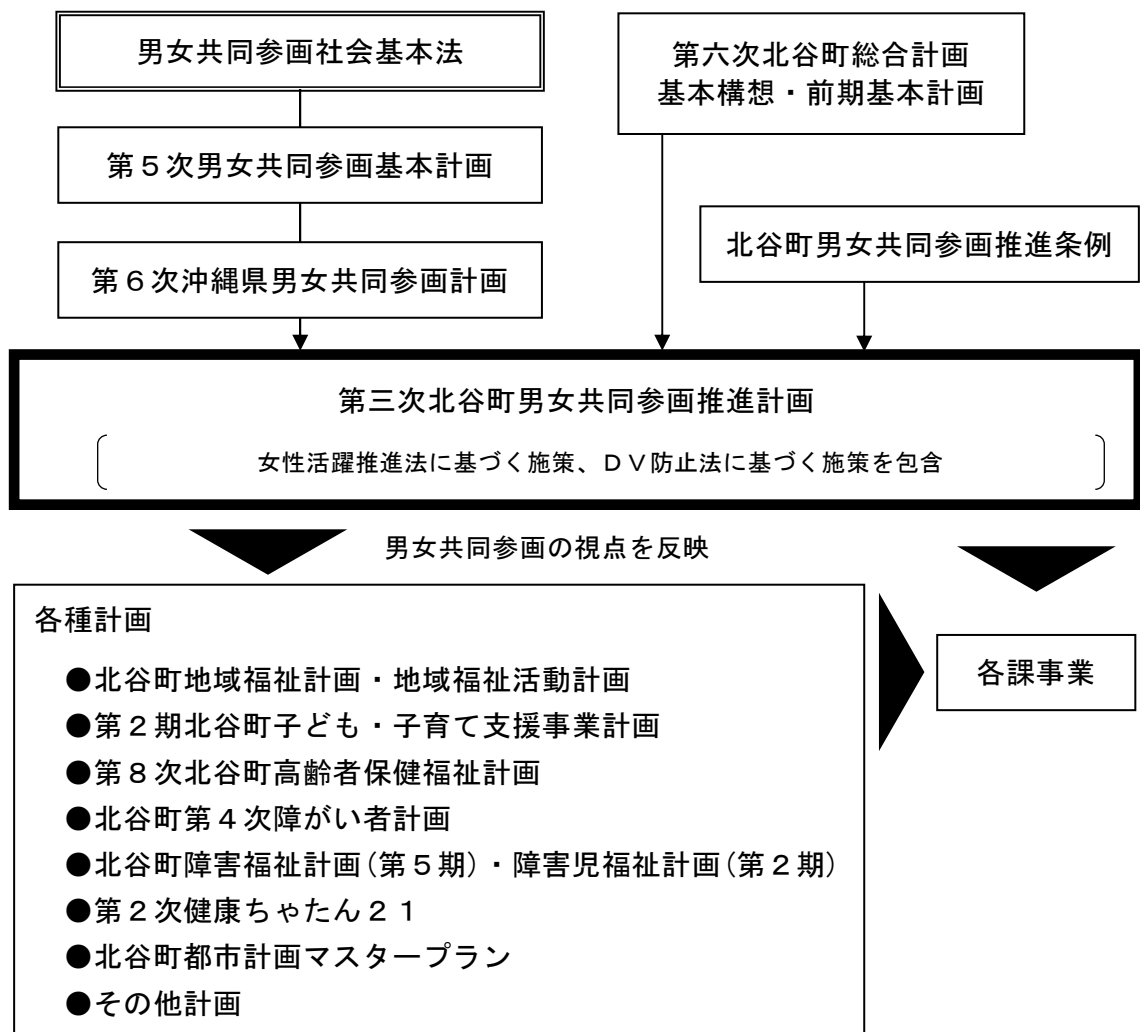 男女共同参画社会基本法
第六次北谷町総合計画
基本構想・前期基本計画
第５次男女共同参画基本計画
北谷町男女共同参画推進条例
第６次沖縄県男女共同参画計画
第三次北谷町男女共同参画推進計画
女性活躍推進法に基づく施策、ＤＶ防止法に基づく施策を包含
男女共同参画の視点を反映
各種計画
●北谷町地域福祉計画・地域福祉活動計画
●第２期北谷町子ども・子育て支援事業計画
●第８次北谷町高齢者保健福祉計画
●北谷町第４次障がい者計画
●北谷町障害福祉計画(第５期)・障害児福祉計画(第２期)
●第２次健康ちゃたん２１
●北谷町都市計画マスタープラン
●その他計画
各課事業